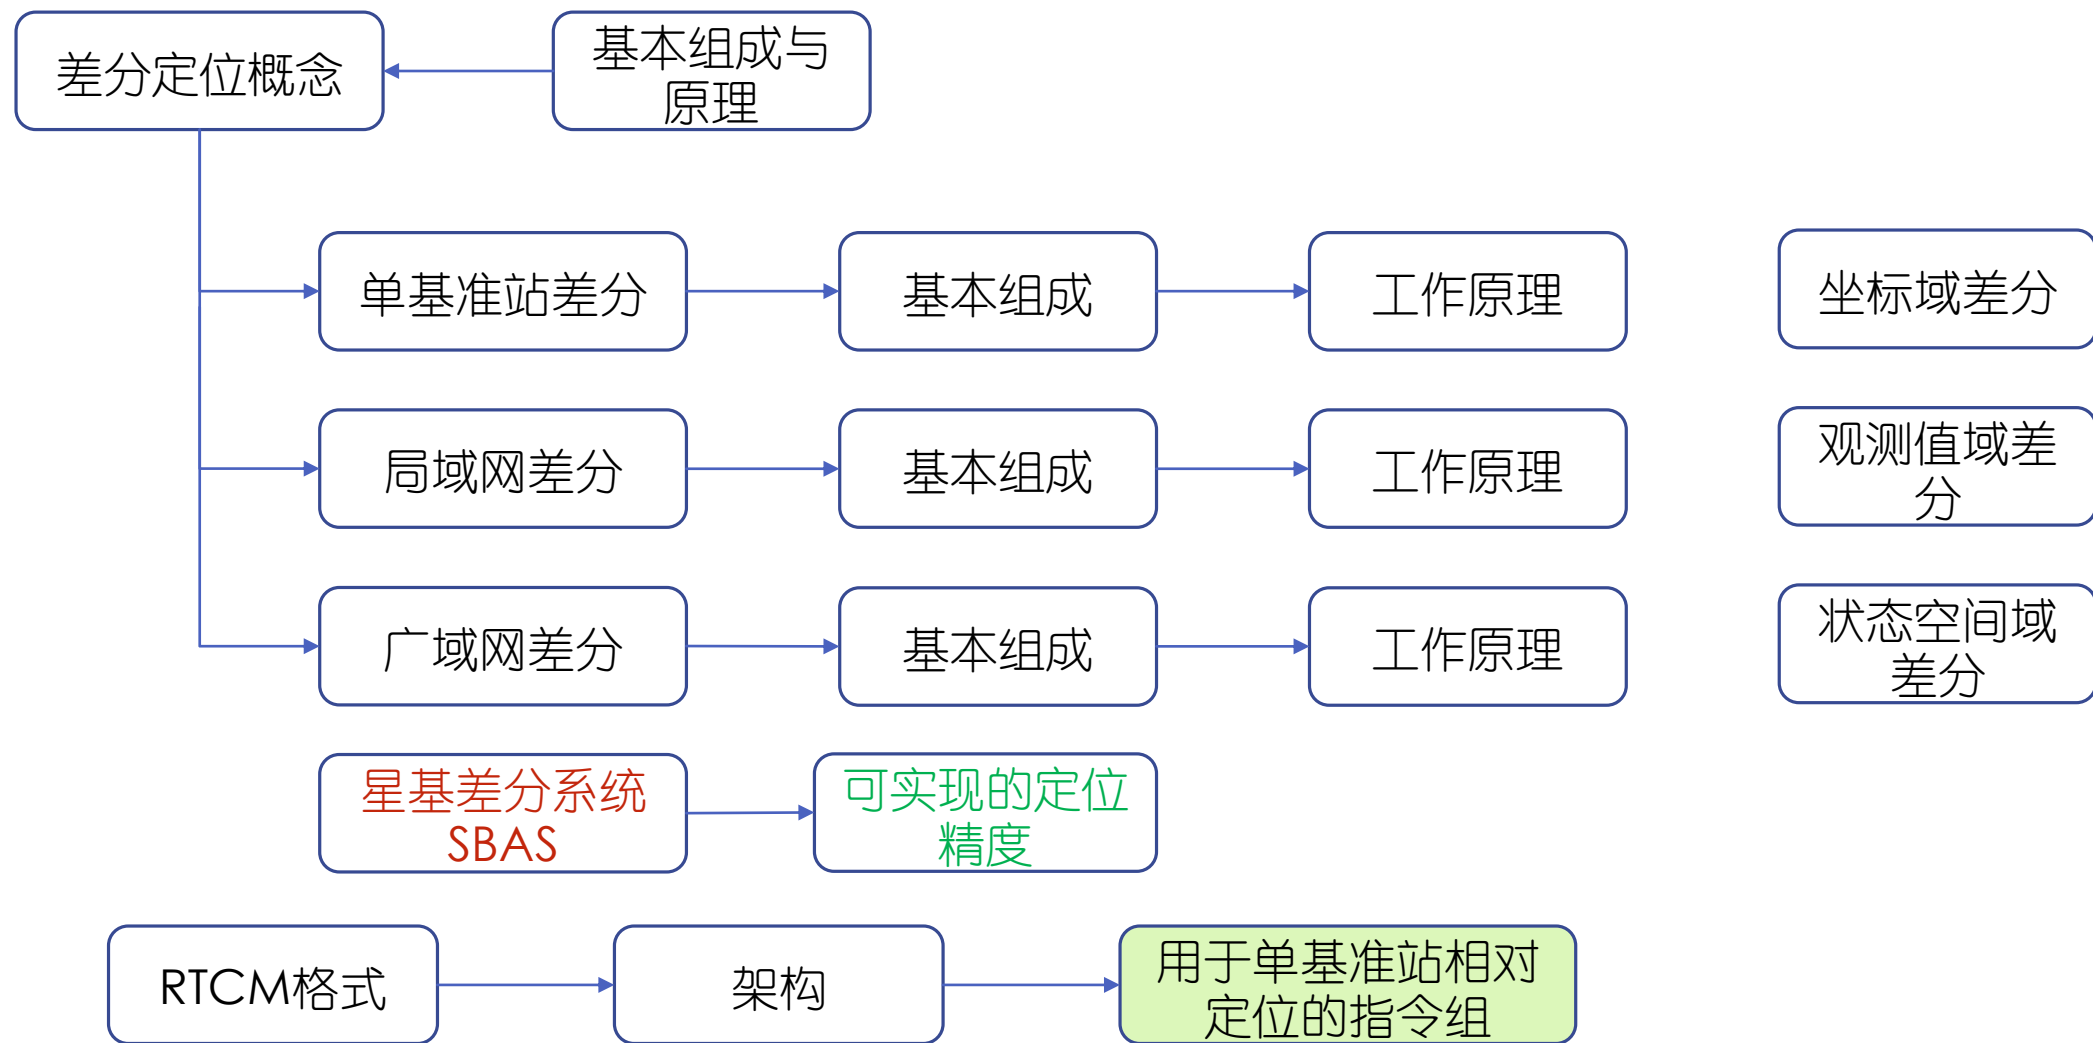 差分定位概念
基本组成与
原理
单基准站差分
基本组成
工作原理
坐标域差分
局域网差分
基本组成
工作原理
观测值域差
分
广域网差分
基本组成
工作原理
状态空间域
差分
星基差分系统
SBAS
可实现的定位
精度
RTCM格式
架构
用于单基准站相对
定位的指令组